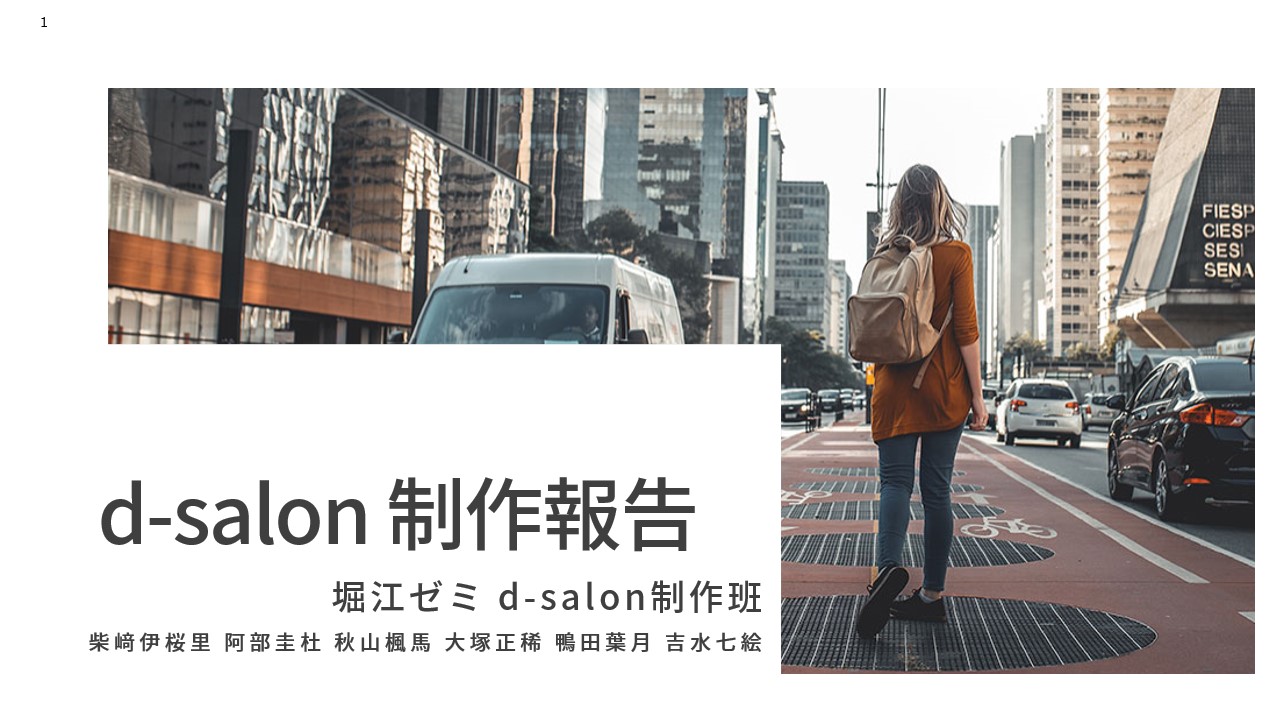 1
FIESP
CIESP
SESI
SENA
d-salon 制作報告
堀江ゼミ d-salon制作班
柴﨑伊桜里 阿部圭杜 秋山楓馬 大塚正稀 鴨田葉月 吉水七絵